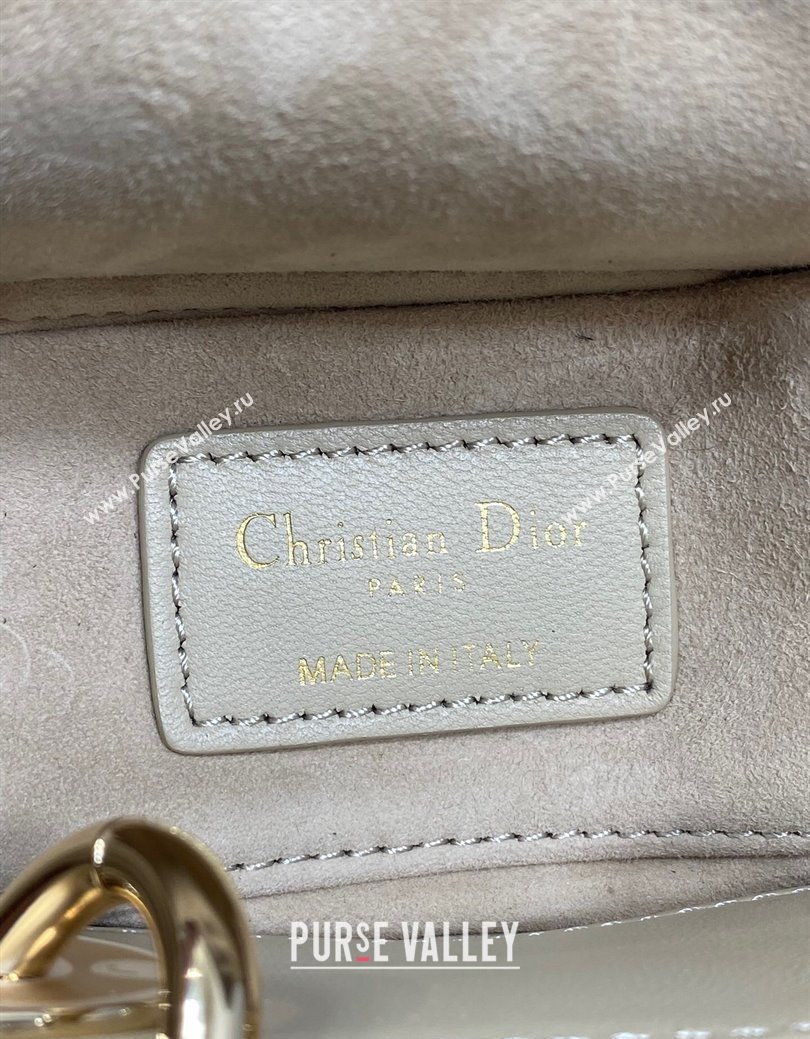 www.PurseValley.ru
www.PurseValley.ru
Christian Dior
PARIS
MADE IN ITALY
PURSE VALLEY